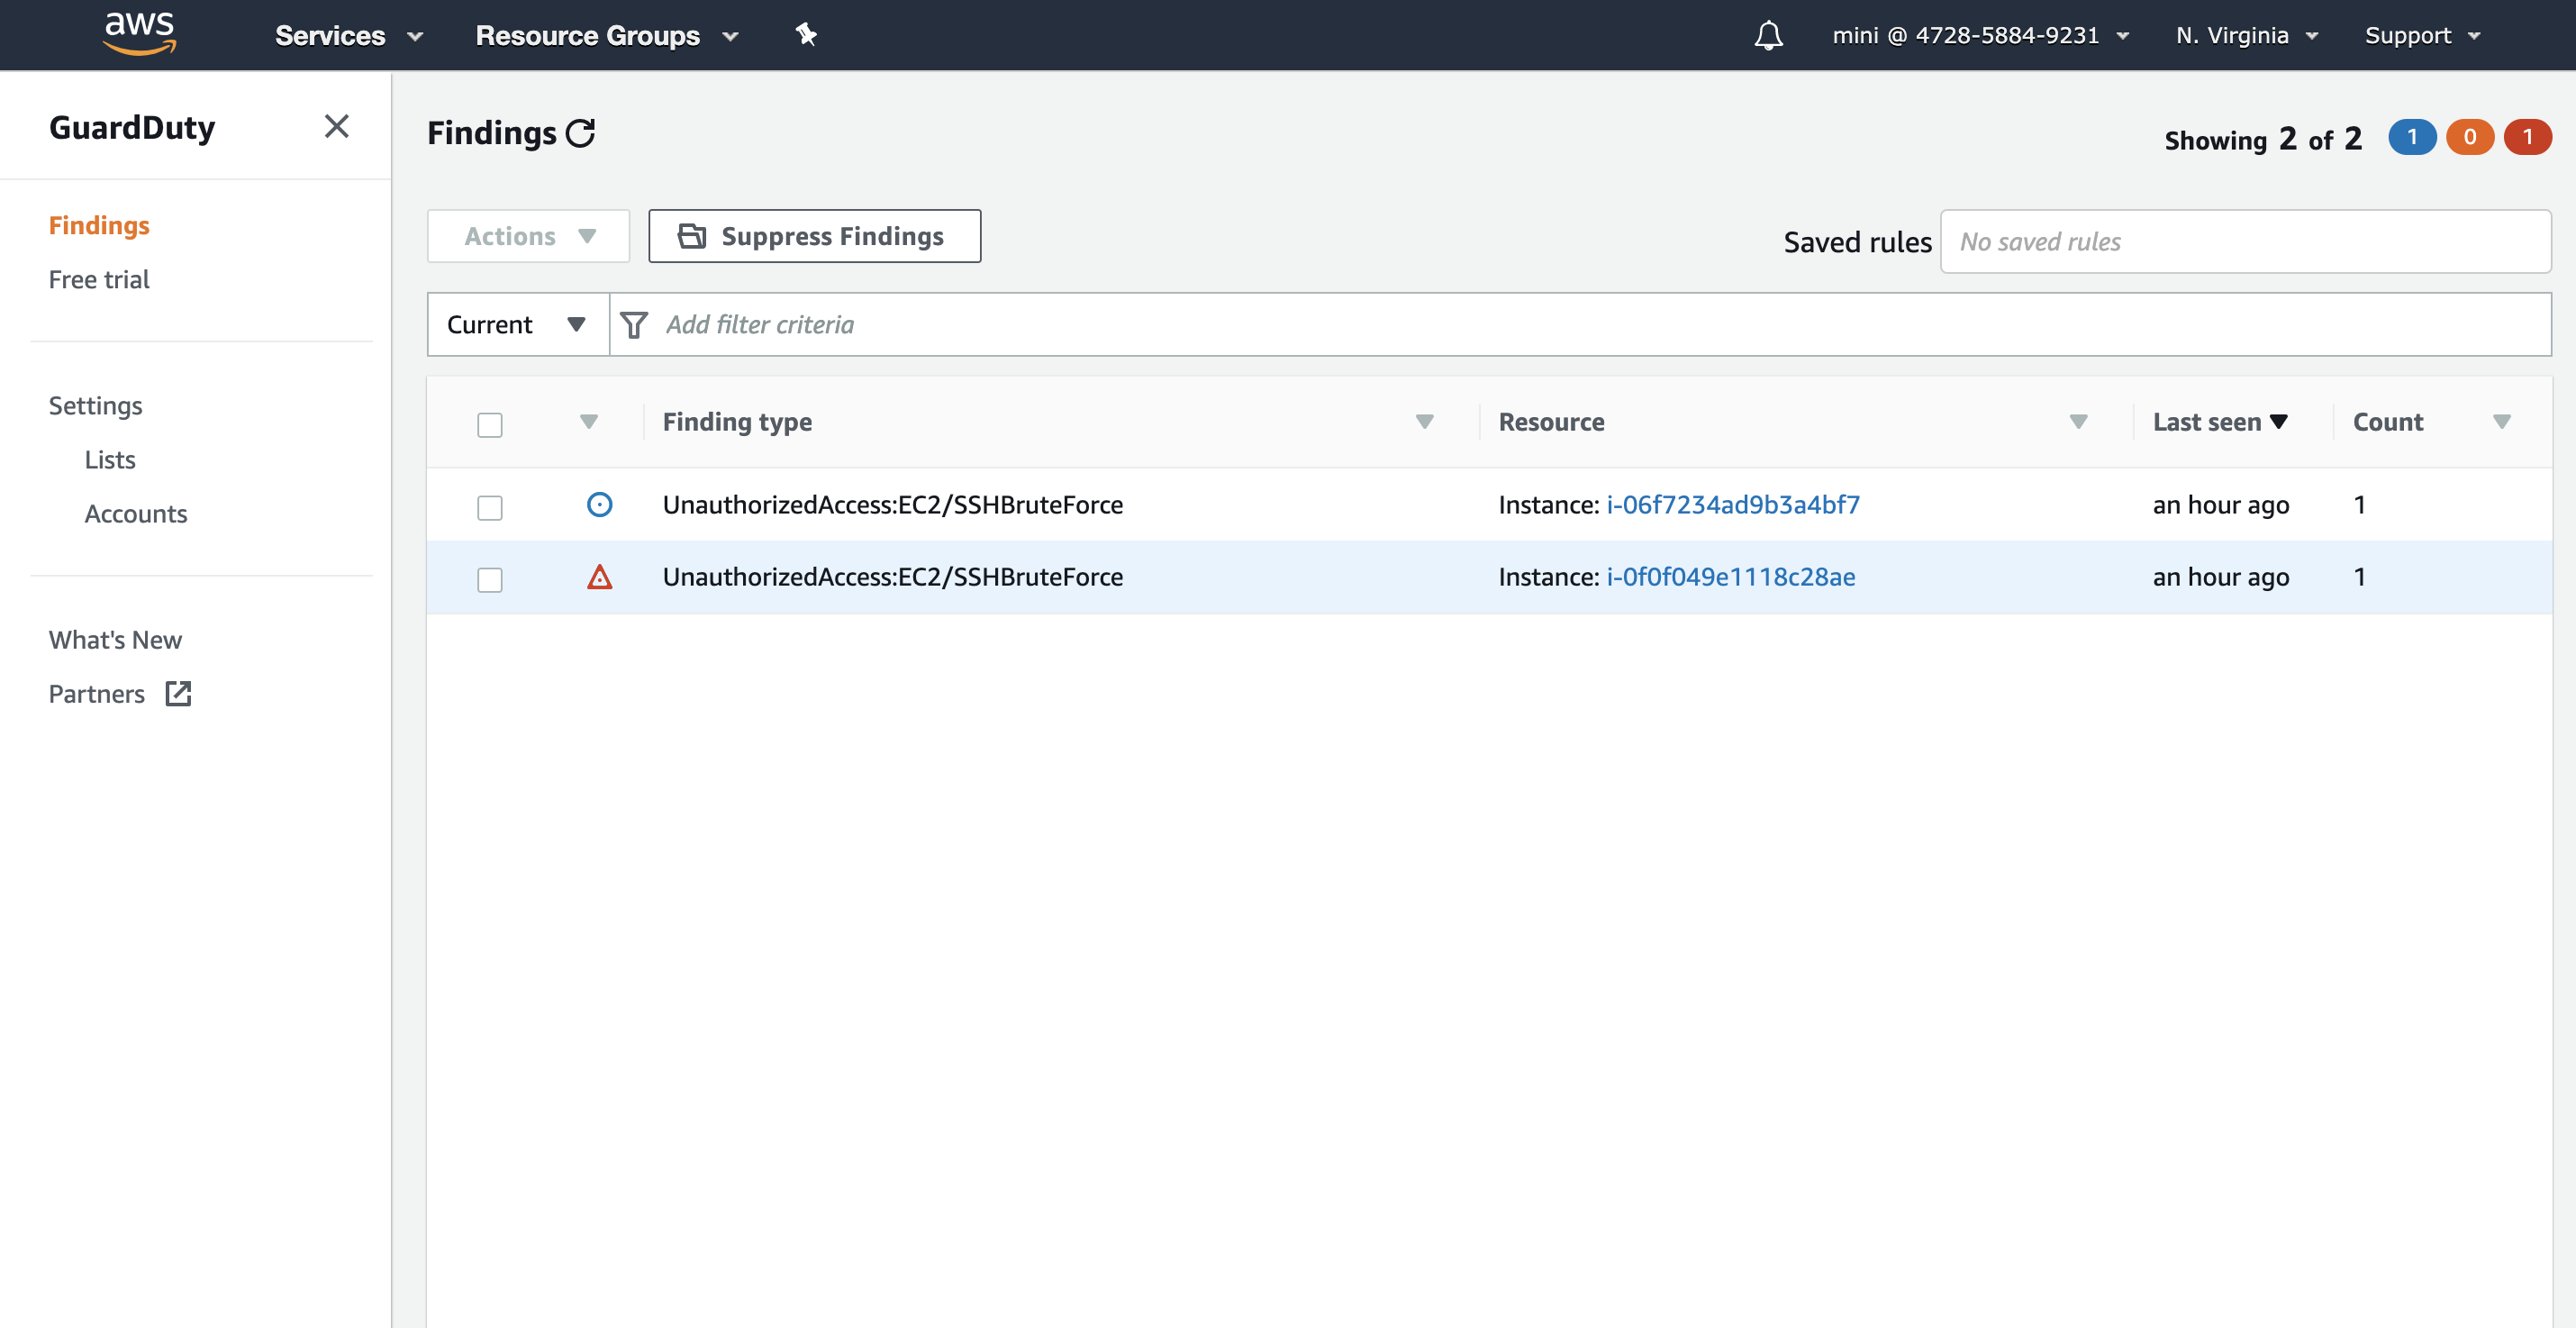 aws Services Resource Groups mini @ 4728-5884-9231 N. Virginia Support
GuardDuty
Findings
Free trial
Settings
Lists
Accounts
What's New
Partners
Findings
Showing 2 of 2 1 0 1
Actions Suppress Findings Saved rules No saved rules
Current Add filter criteria
Finding type Resource Last seen Count
UnauthorizedAccess:EC2/SSHBruteForce Instance: i-06f7234ad9b3a4bf7 an hour ago 1
UnauthorizedAccess:EC2/SSHBruteForce Instance: i-0f0f049e1118c28ae an hour ago 1